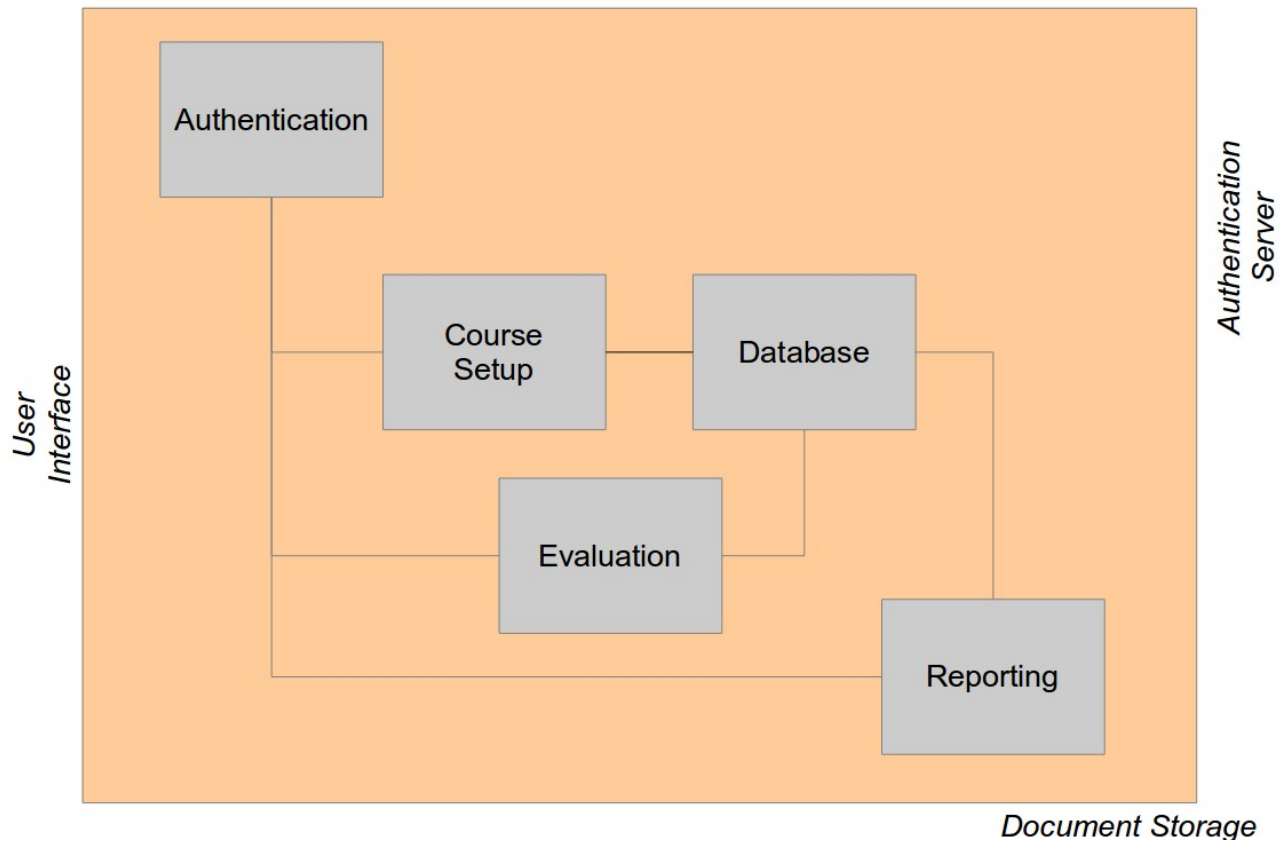 Authentication
Authentication
Server
Course
Setup
Database
User
Interface
Evaluation
Reporting
Document Storage